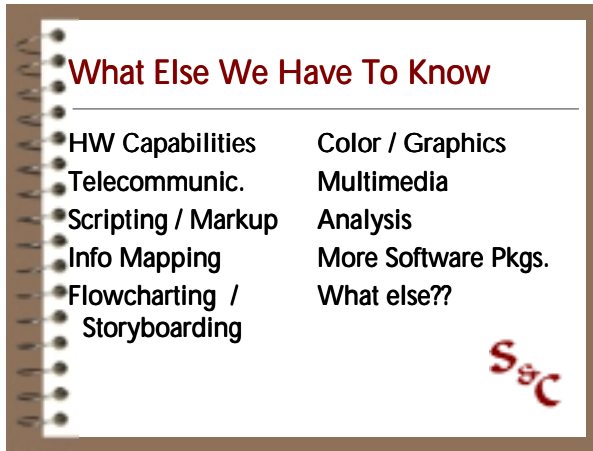 What Else We Have To Know
HW Capabilities
Telecommunic.
Scripting / Markup
Info Mapping
Flowcharting /
Storyboarding
Color / Graphics
Multimedia
Analysis
More Software Pkgs.
What else??
S&C